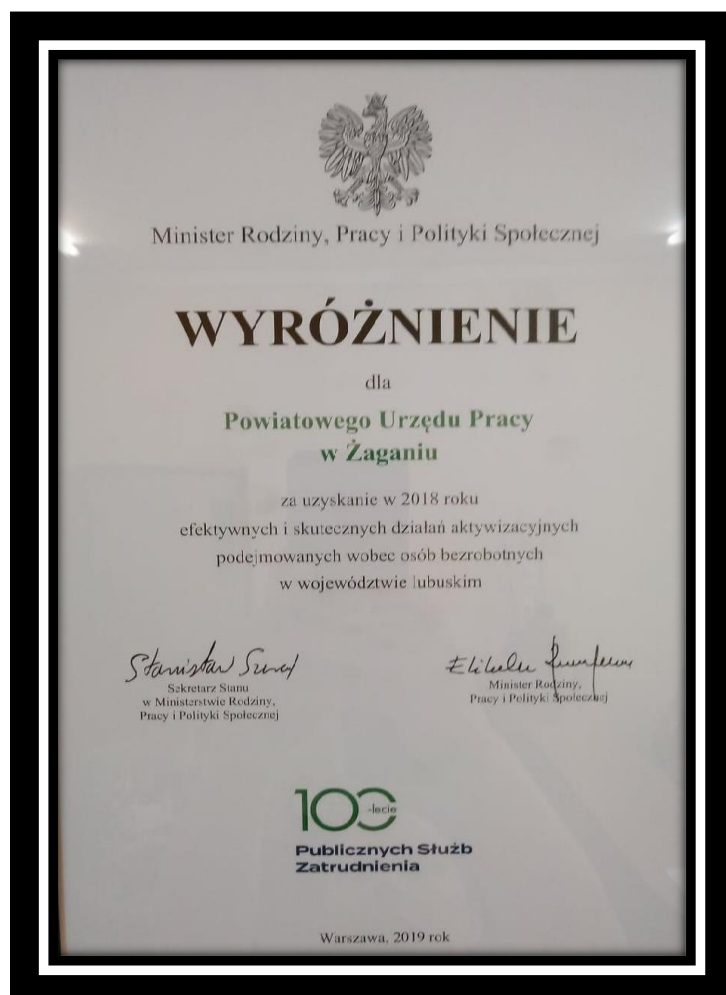 Minister Rodziny, Pracy i Polityki Społecznej
WYRÓŻNIENIE
dla
Powiatowego Urzędu Pracy
w Żaganiu
za uzyskanie w 2018 roku
efektywnych i skutecznych działań aktywizacyjnych
podejmowanych wobec osób bezrobotnych
w województwie lubuskim
Stanisław Szwed
Sekretarz Stanu
w Ministerstwie Rodziny,
Pracy i Polityki Społecznej
Minister Rodziny,
Pracy i Polityki Społecznej
100-lecie
Publicznych Służb
Zatrudnienia
Warszawa, 2019 rok